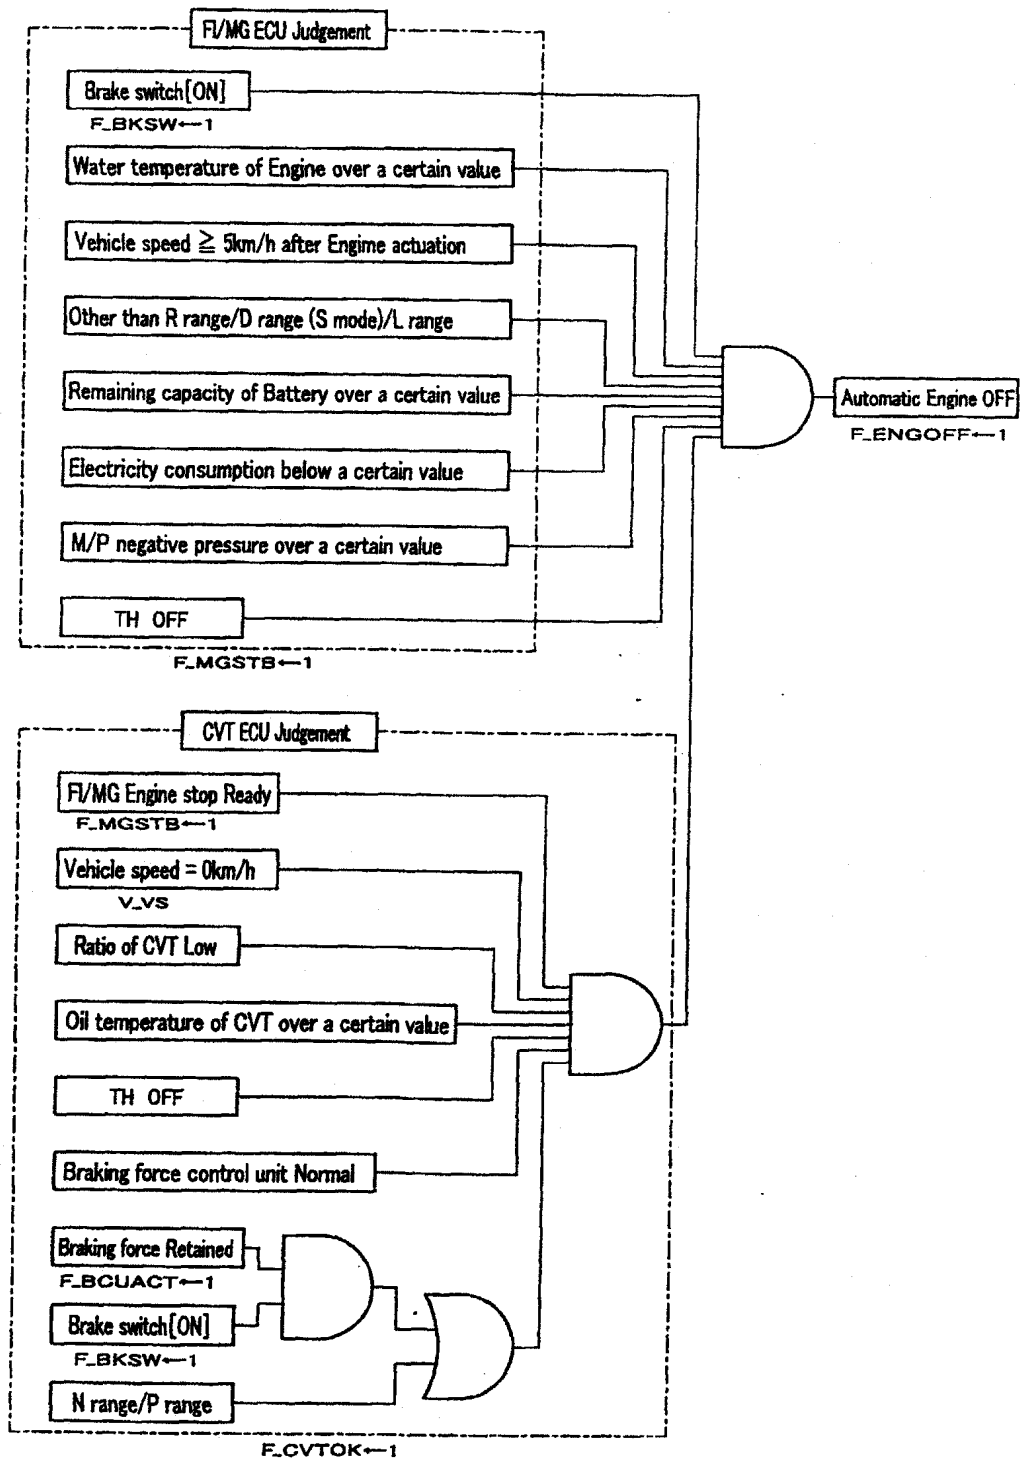 FI/MG ECU Judgement
Brake switch[ON]
F_BKSW←1
Water temperature of Engine over a certain value
Vehicle speed ≧ 5km/h after Engime actuation
Other than R range/D range (S mode)/L range
Remaining capacity of Battery over a certain value
Automatic Engine OFF
F_ENGOFF←1
Electricity consumption below a certain value
M/P negative pressure over a certain value
TH OFF
F_MGSTB←1
CVT ECU Judgement
FI/MG Engine stop Ready
F_MGSTB←1
Vehicle speed = 0km/h
V_VS
Ratio of CVT Low
Oil temperature of CVT over a certain value
TH OFF
Braking force control unit Normal
Braking force Retained
F_BCUACT←1
Brake switch[ON]
F_BKSW←1
N range/P range
F_CVTOK←1